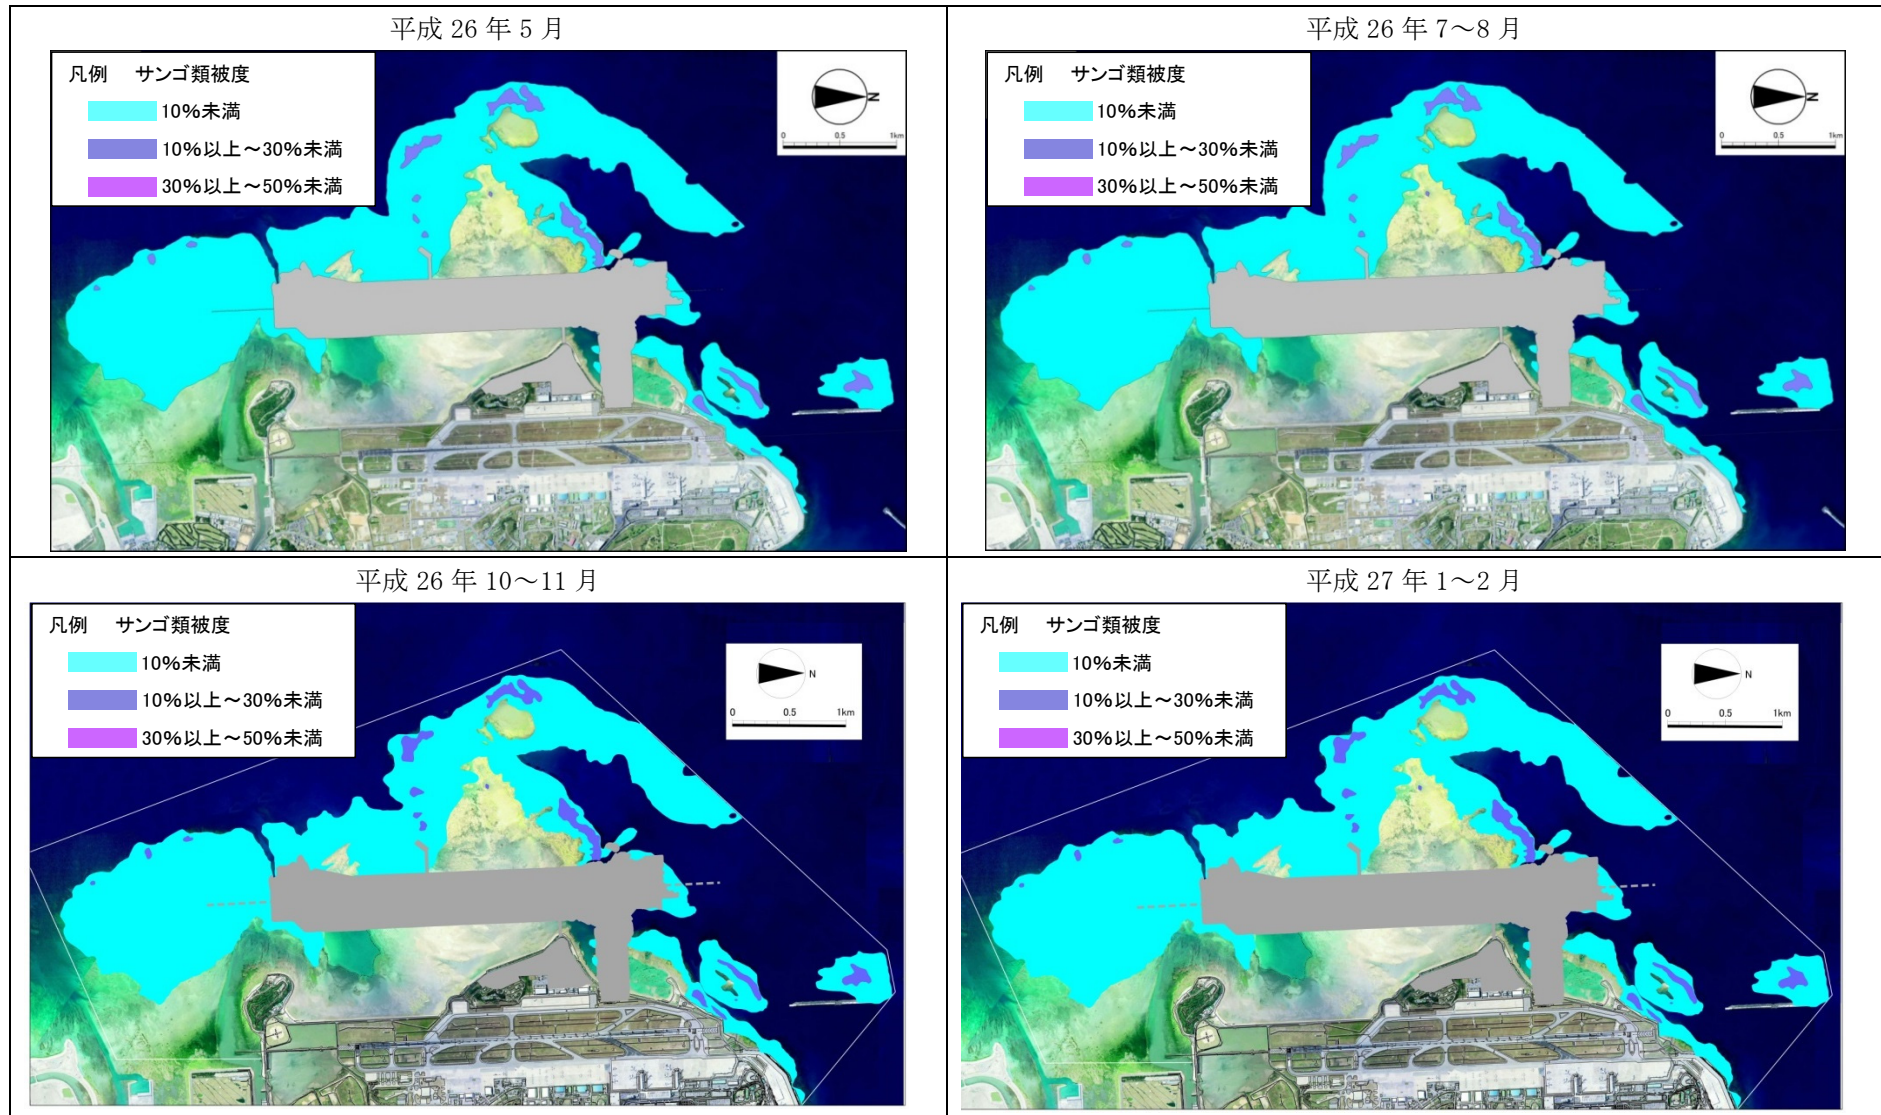 平成 26 年 5 月
凡例 サンゴ類被度
10%未満
10%以上～30%未満
30%以上～50%未満
N
0 0.5 1km
平成 26 年 7～8 月
凡例 サンゴ類被度
10%未満
10%以上～30%未満
30%以上～50%未満
N
0 0.5 1km
平成 26 年 10～11 月
凡例 サンゴ類被度
10%未満
10%以上～30%未満
30%以上～50%未満
N
0 0.5 1km
平成 27 年 1～2 月
凡例 サンゴ類被度
10%未満
10%以上～30%未満
30%以上～50%未満
N
0 0.5 1km